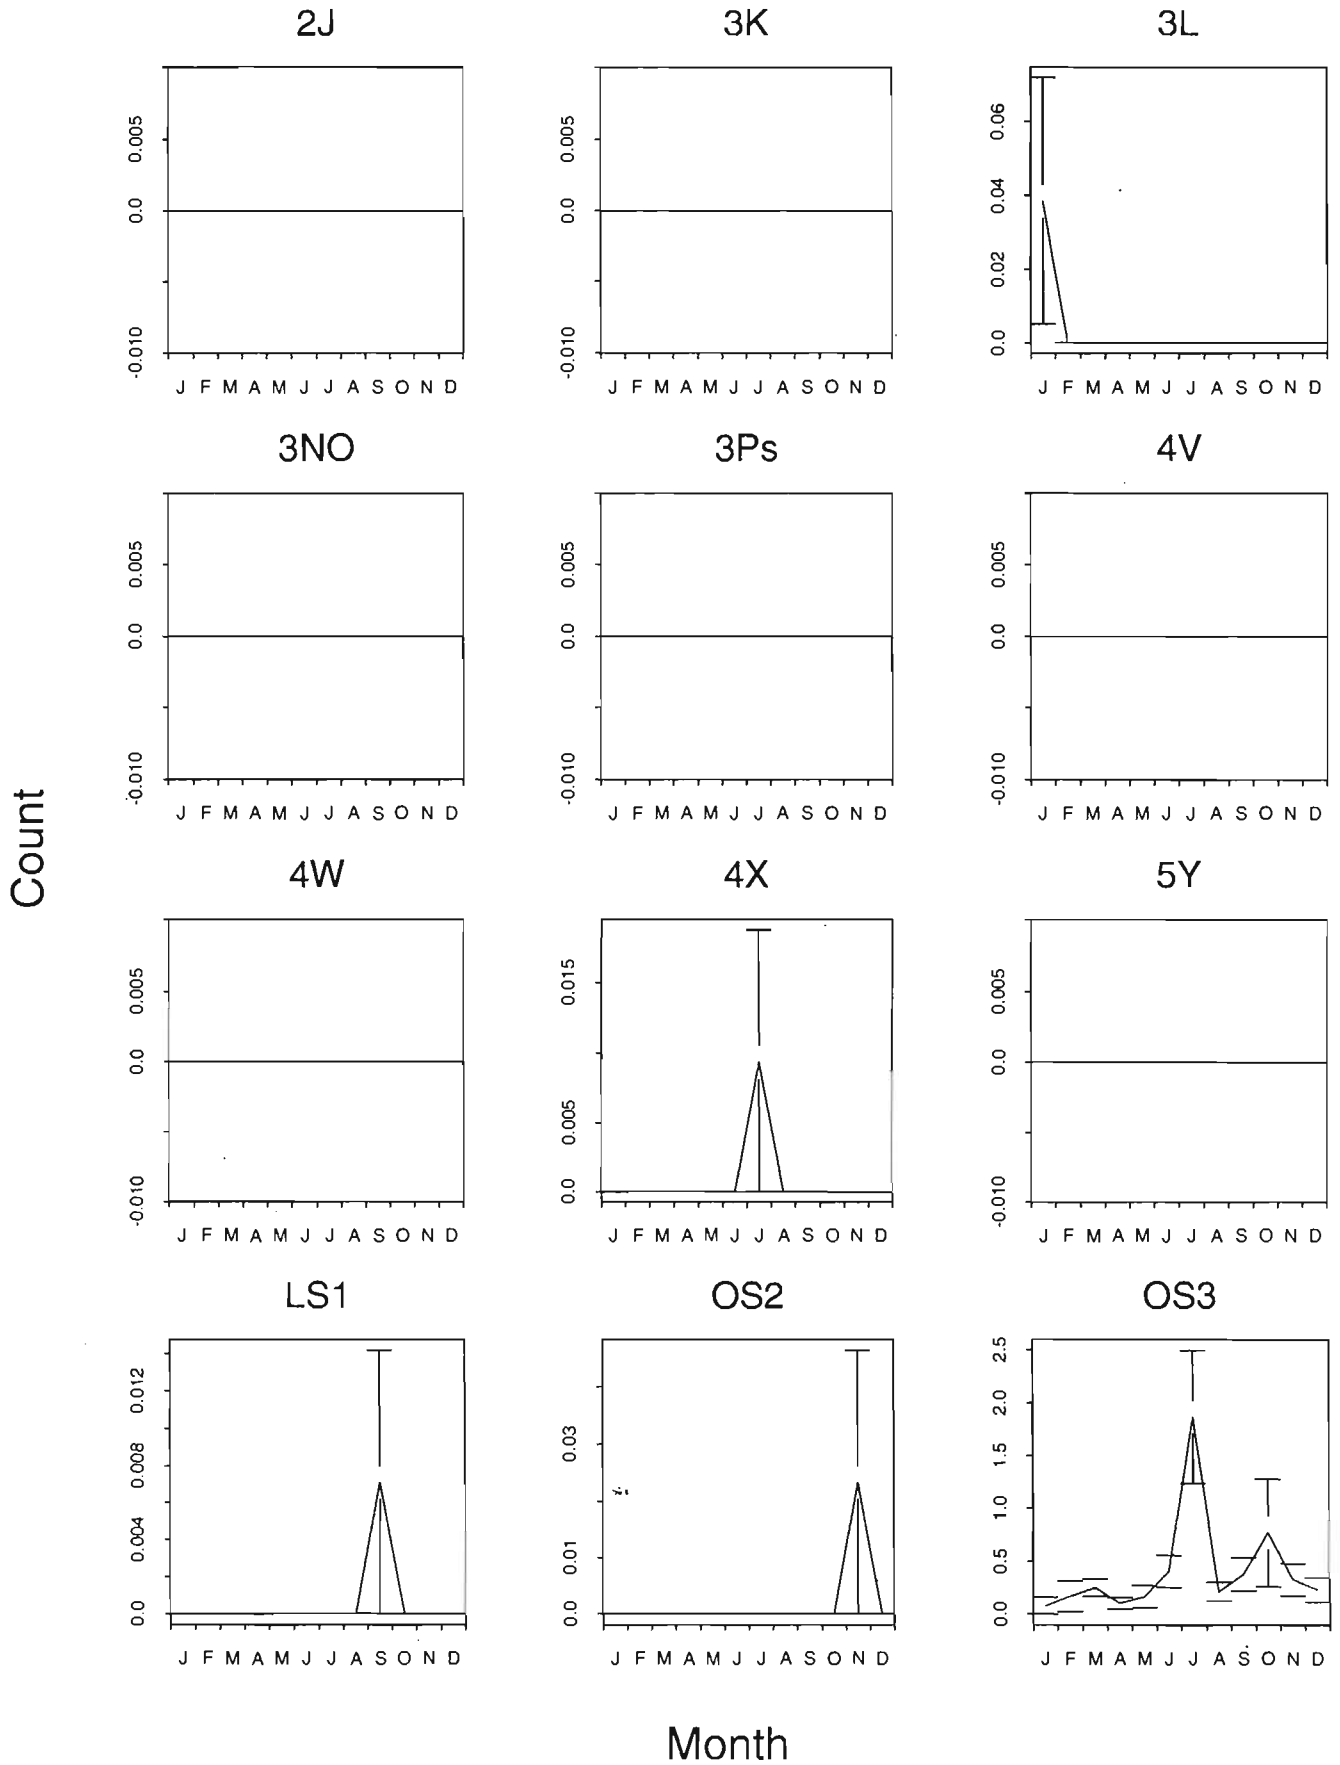 2J 3K 3L
0.005 0.0 -0.010
J F M A M J J A S O N D
0.005 0.0 -0.010
J F M A M J J A S O N D
0.06 0.04 0.02 0.0
J F M A M J J A S O N D
3NO 3Ps 4V
0.005 0.0 -0.010
J F M A M J J A S O N D
0.005 0.0 -0.010
J F M A M J J A S O N D
0.005 0.0 -0.010
J F M A M J J A S O N D
Count
4W 4X 5Y
0.005 0.0 -0.010
J F M A M J J A S O N D
0.015 0.005 0.0
J F M A M J J A S O N D
0.005 0.0 -0.010
J F M A M J J A S O N D
LS1 OS2 OS3
0.012 0.008 0.004 0.0
J F M A M J J A S O N D
0.03 0.01 0.0
J F M A M J J A S O N D
2.5 2.0 1.5 1.0 0.5 0.0
J F M A M J J A S O N D
Month